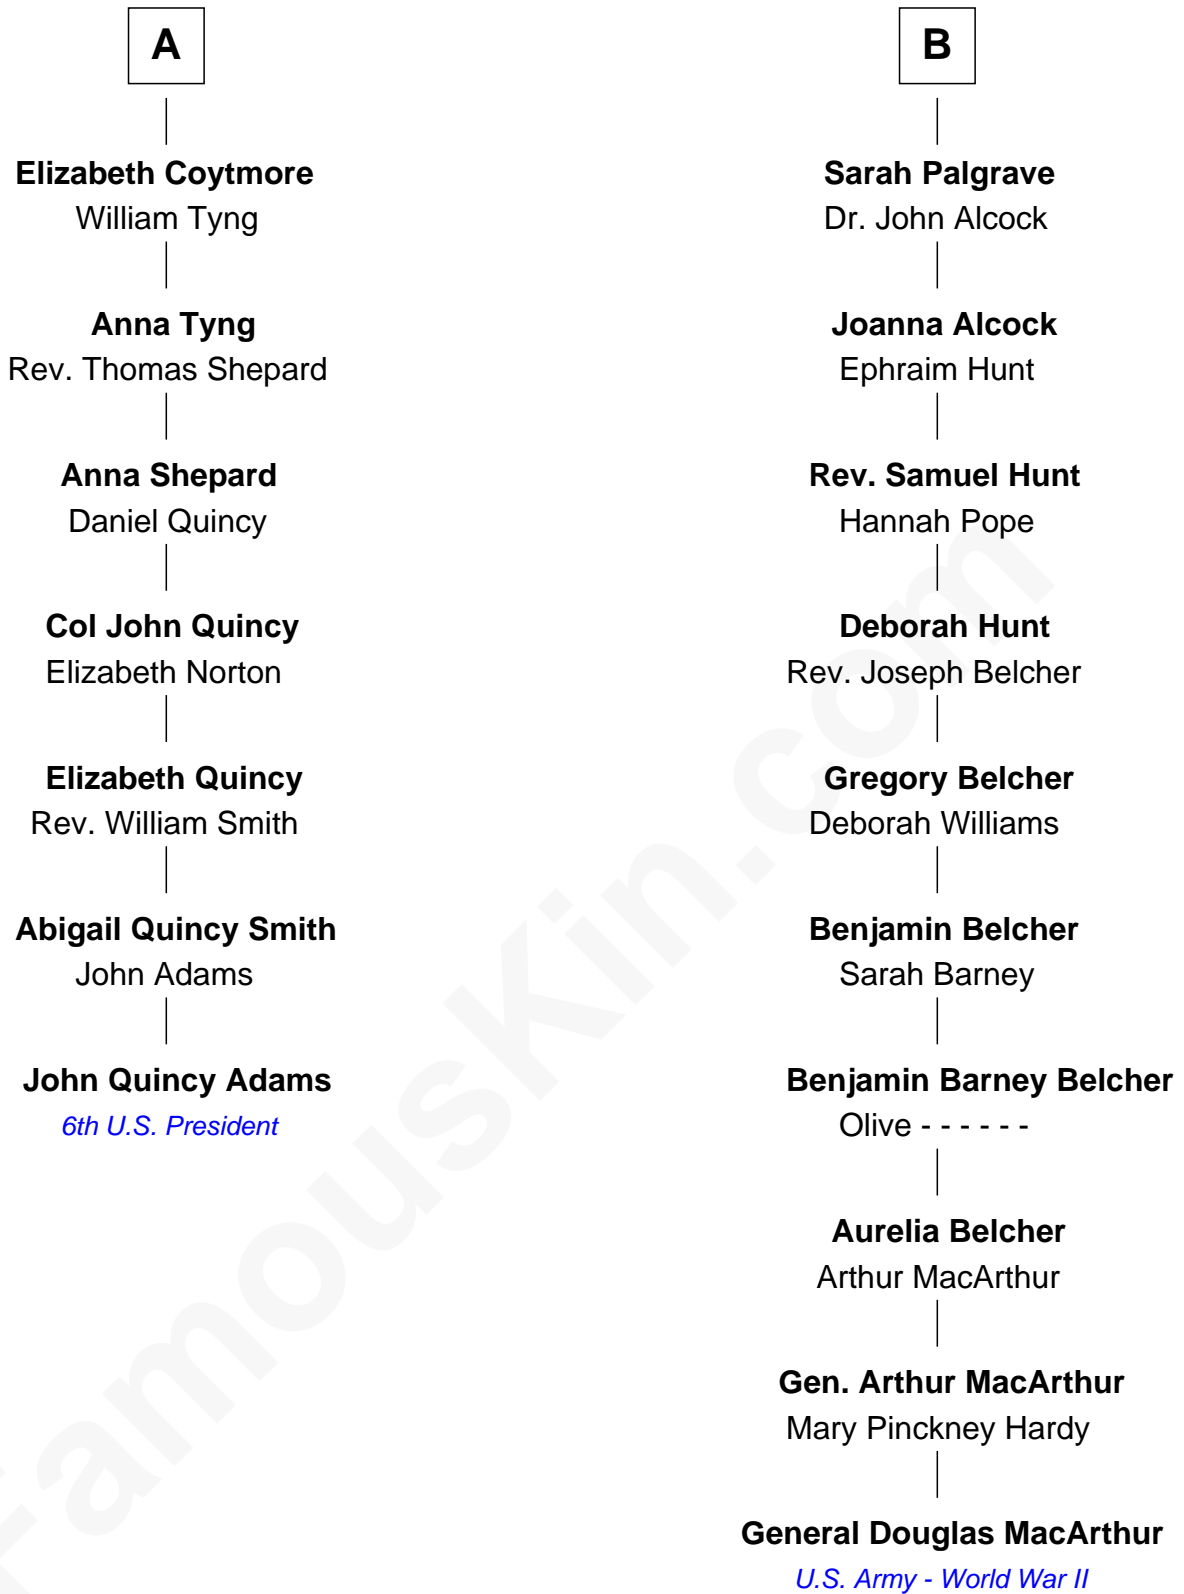 A
Elizabeth Coytmore
William Tyng
Anna Tyng
Rev. Thomas Shepard
Anna Shepard
Daniel Quincy
Col John Quincy
Elizabeth Norton
Elizabeth Quincy
Rev. William Smith
Abigail Quincy Smith
John Adams
John Quincy Adams
6th U.S. President
B
Sarah Palgrave
Dr. John Alcock
Joanna Alcock
Ephraim Hunt
Rev. Samuel Hunt
Hannah Pope
Deborah Hunt
Rev. Joseph Belcher
Gregory Belcher
Deborah Williams
Benjamin Belcher
Sarah Barney
Benjamin Barney Belcher
Olive - - - - - -
Aurelia Belcher
Arthur MacArthur
Gen. Arthur MacArthur
Mary Pinckney Hardy
General Douglas MacArthur
U.S. Army - World War II
FamousKin.com